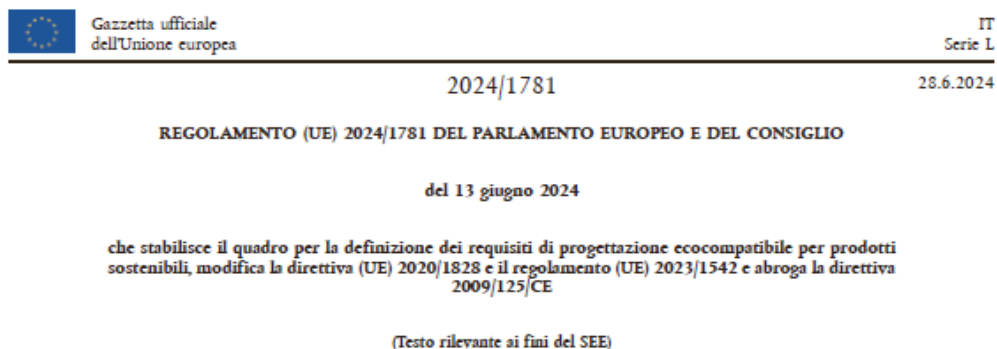 Gazzetta ufficiale
dell'Unione europea
IT
Serie L
2024/1781
28.6.2024
REGOLAMENTO (UE) 2024/1781 DEL PARLAMENTO EUROPEO E DEL CONSIGLIO
del 13 giugno 2024
che stabilisce il quadro per la definizione dei requisiti di progettazione ecocompatibile per prodotti
sostenibili, modifica la direttiva (UE) 2020/1828 e il regolamento (UE) 2023/1542 e abroga la direttiva
2009/125/CE
(Testo rilevante ai fini del SEE)